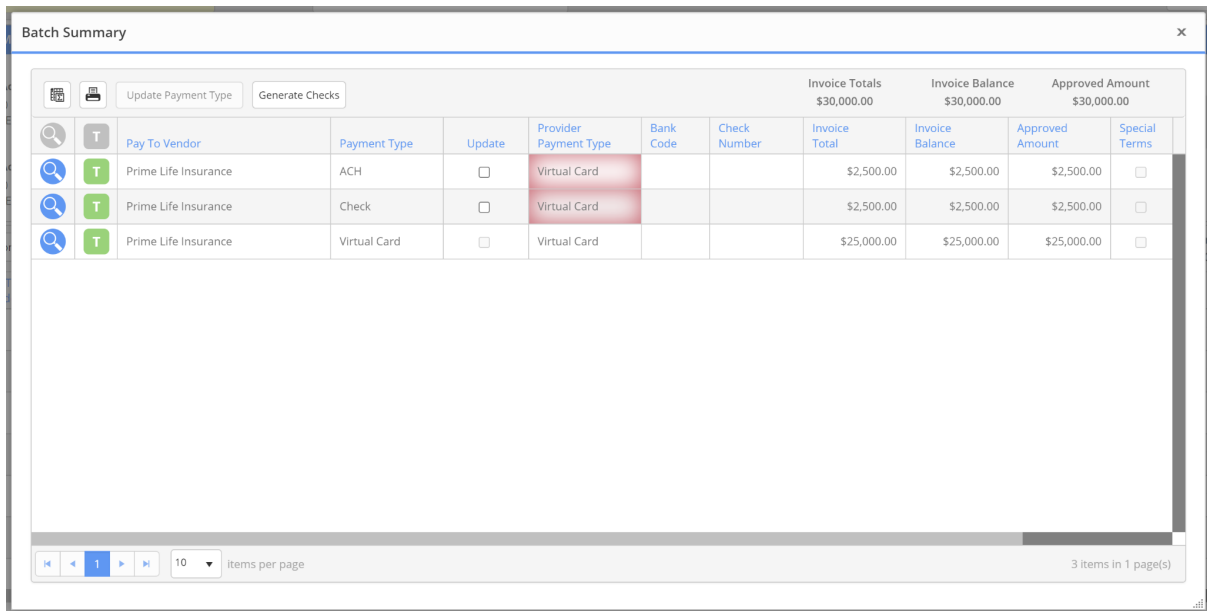 Batch Summary
Update Payment Type Generate Checks Invoice Totals Invoice Balance Approved Amount
$30,000.00 $30,000.00 $30,000.00
T Pay To Vendor Payment Type Update Provider Payment Type Bank Code Check Number Invoice Total Invoice Balance Approved Amount Special Terms
T Prime Life Insurance ACH Virtual Card $2,500.00 $2,500.00 $2,500.00
T Prime Life Insurance Check Virtual Card $2,500.00 $2,500.00 $2,500.00
T Prime Life Insurance Virtual Card Virtual Card $25,000.00 $25,000.00 $25,000.00
1 10 items per page 3 items in 1 page(s)